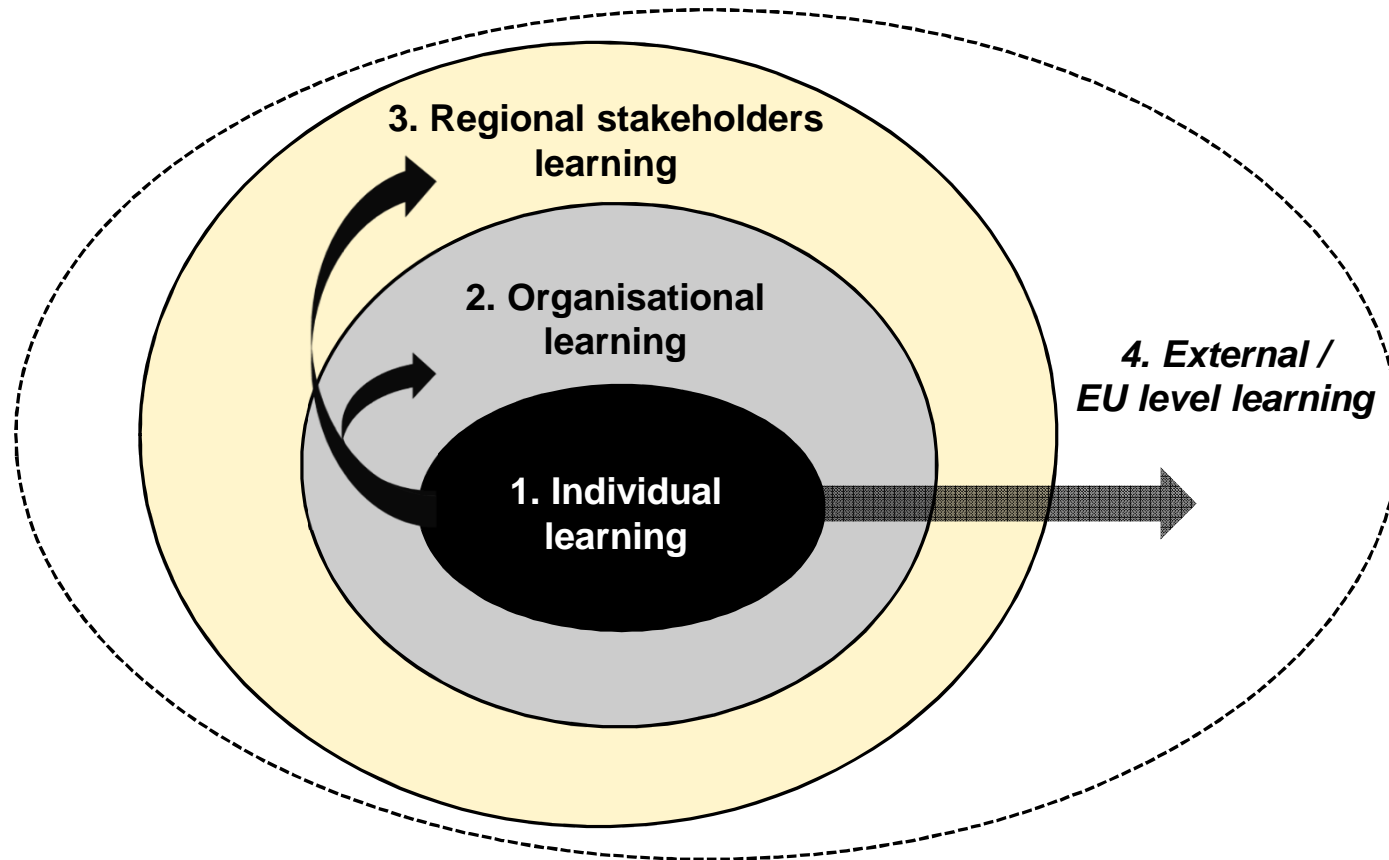 3. Regional stakeholders
learning
2. Organisational
learning
4. External /
EU level learning
1. Individual
learning